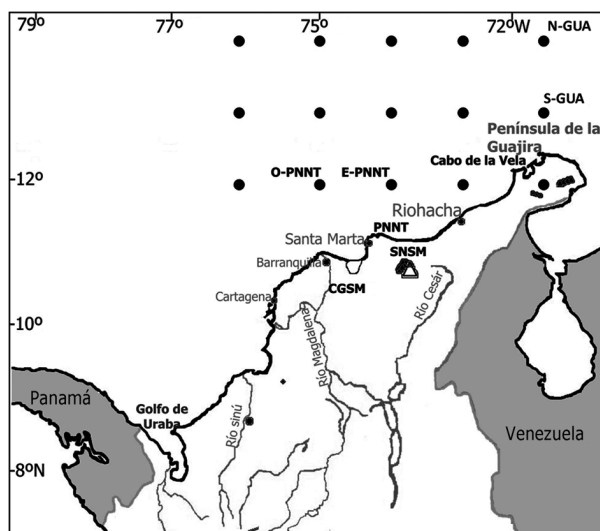 79º 77º 75º 72º W
N-GUA
S-GUA
Península de la
Guajira
Cabo de la Vela
-12º
O-PNNT E-PNNT
Riohacha
PNNT
Santa Marta
SNSM
Barranquilla
CGSM
Río Cesár
Cartagena
-10º
Río Magdalena
Panamá
Golfo de
Uraba
Río sinú
Venezuela
-8ºN